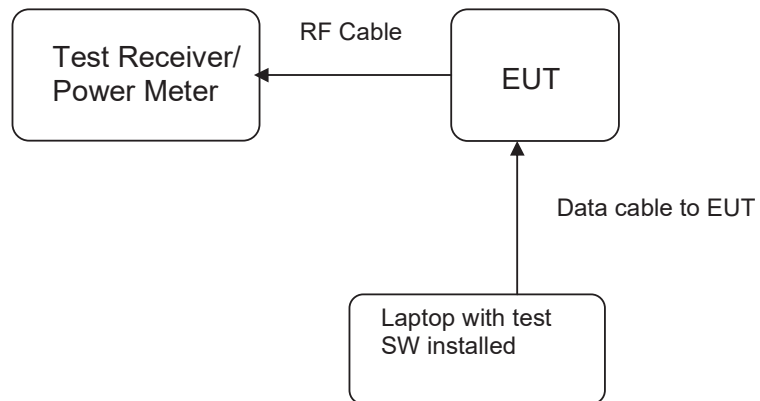 RF Cable
Test Receiver/
Power Meter
EUT
Data cable to EUT
Laptop with test
SW installed